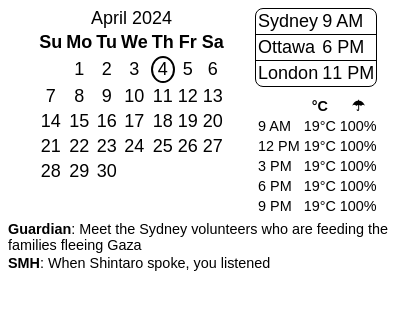 April 2024
Su Mo Tu We Th Fr Sa
1 2 3 4 5 6
7 8 9 10 11 12 13
14 15 16 17 18 19 20
21 22 23 24 25 26 27
28 29 30
Sydney 9 AM
Ottawa 6 PM
London 11 PM
°C ☂
9 AM 19°C 100%
12 PM 19°C 100%
3 PM 19°C 100%
6 PM 19°C 100%
9 PM 19°C 100%
Guardian: Meet the Sydney volunteers who are feeding the
families fleeing Gaza
SMH: When Shintaro spoke, you listened